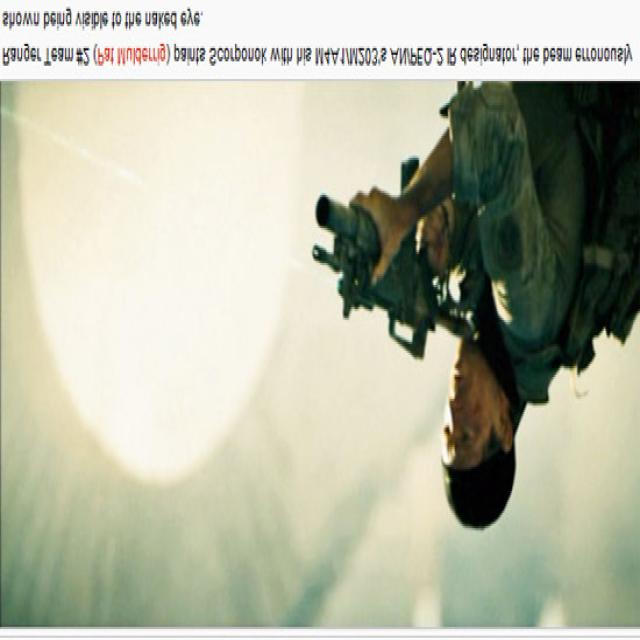 Ranger Team #2 (Pat Mulderrig) paints Scorponok with his M4A1/M203's AN/PEQ-2 IR designator, the beam erronously
shown being visible to the naked eye.